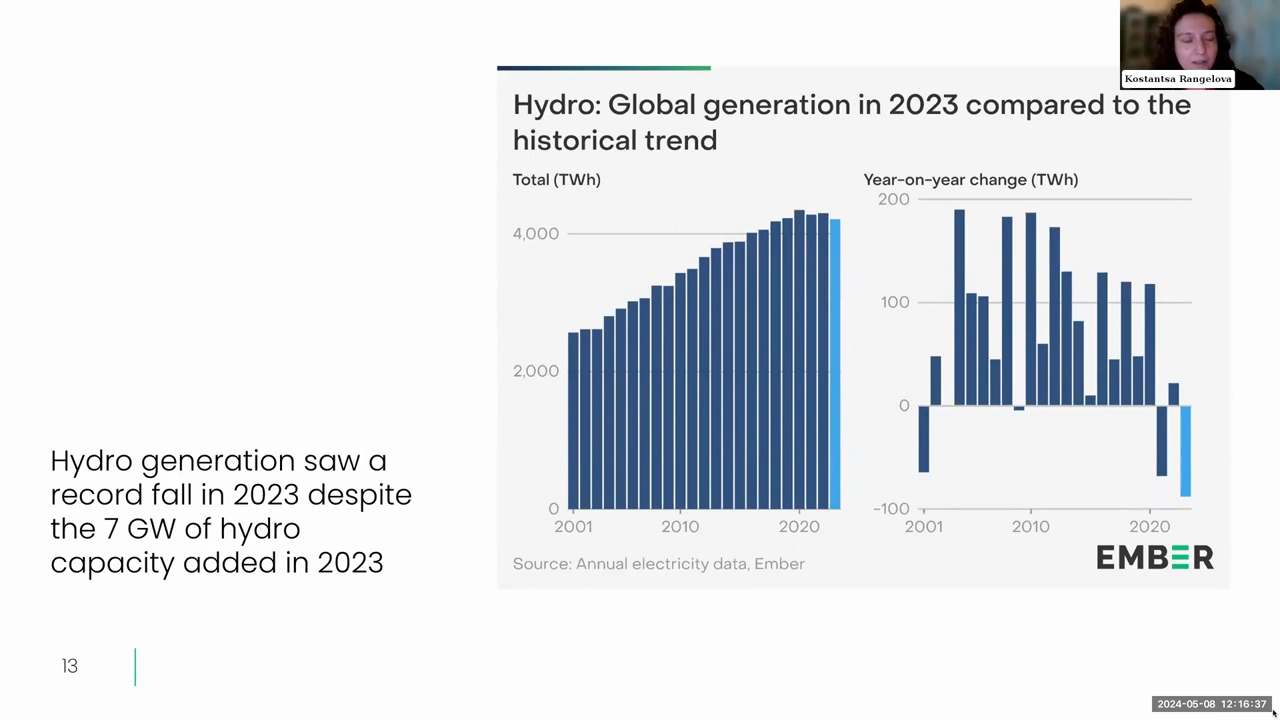 Kostantsa Rangelova
Hydro: Global generation in 2023 compared to the
historical trend
Total (TWh)
4,000
2,000
0
2001
2010
2020
Year-on-year change (TWh)
200
100
0
-100
2001
2010
2020
Source: Annual electricity data, Ember
EMBER
Hydro generation saw a
record fall in 2023 despite
the 7 GW of hydro
capacity added in 2023
13
2024-05-08 12:16:37